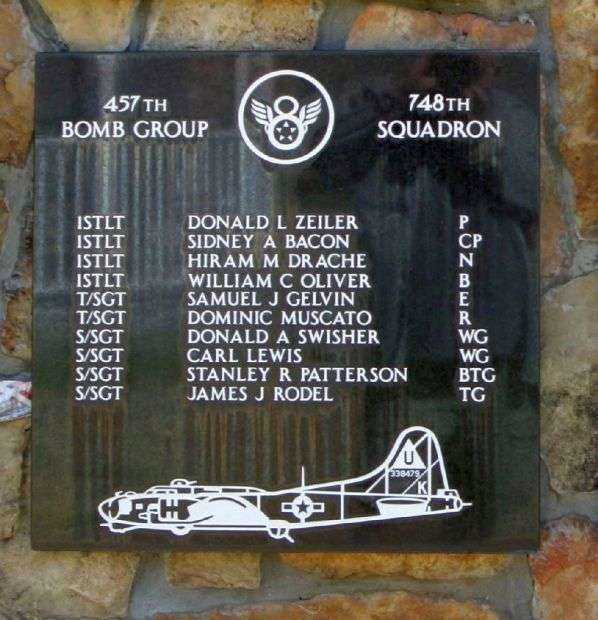 457TH
BOMB GROUP
8
748TH
SQUADRON
1STLT DONALD L ZEILER P
1STLT SIDNEY A BACON CP
1STLT HIRAM M DRACHE N
1STLT WILLIAM C OLIVER B
T/SGT SAMUEL J GELVIN E
T/SGT DOMINIC MUSCATO R
S/SGT DONALD A SWISHER WG
S/SGT CARL LEWIS WG
S/SGT STANLEY R PATTERSON BTG
S/SGT JAMES J RODEL TG
U
338479
K